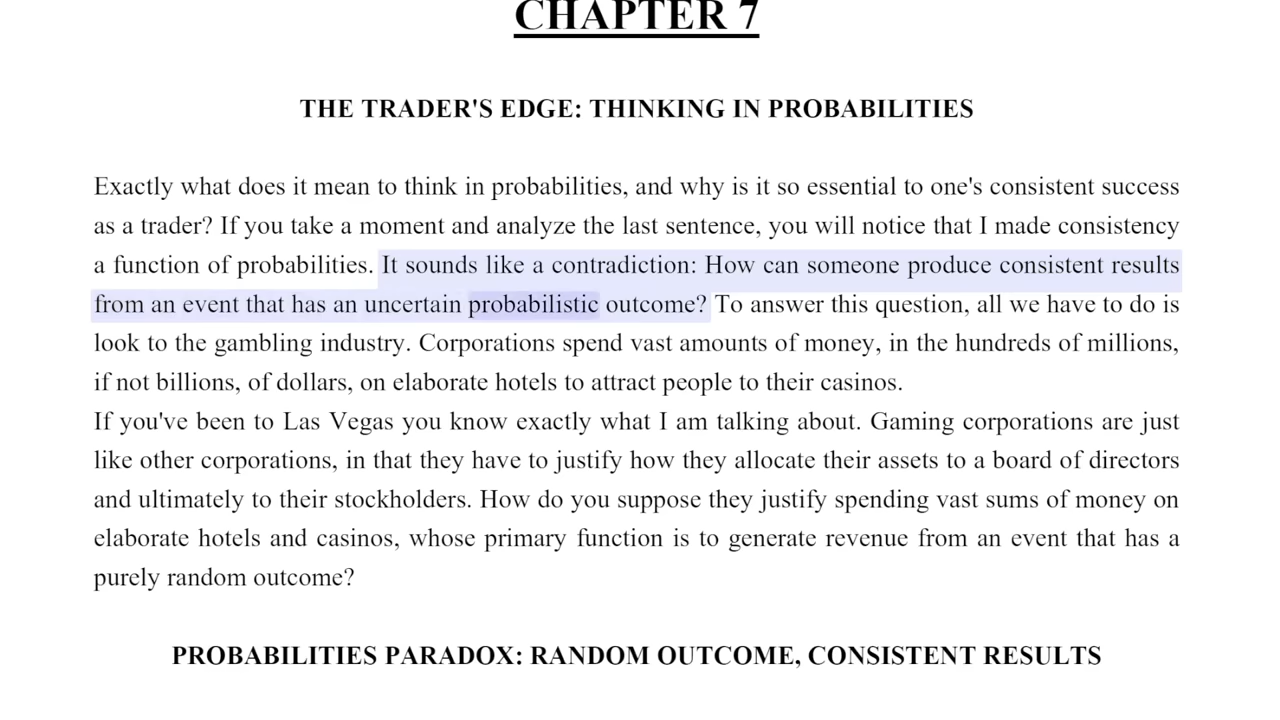 CHAPTER 7
THE TRADER'S EDGE: THINKING IN PROBABILITIES
Exactly what does it mean to think in probabilities, and why is it so essential to one's consistent success
as a trader? If you take a moment and analyze the last sentence, you will notice that I made consistency
a function of probabilities. It sounds like a contradiction: How can someone produce consistent results
from an event that has an uncertain probabilistic outcome? To answer this question, all we have to do is
look to the gambling industry. Corporations spend vast amounts of money, in the hundreds of millions,
if not billions, of dollars, on elaborate hotels to attract people to their casinos.
If you've been to Las Vegas you know exactly what I am talking about. Gaming corporations are just
like other corporations, in that they have to justify how they allocate their assets to a board of directors
and ultimately to their stockholders. How do you suppose they justify spending vast sums of money on
elaborate hotels and casinos, whose primary function is to generate revenue from an event that has a
purely random outcome?
PROBABILITIES PARADOX: RANDOM OUTCOME, CONSISTENT RESULTS